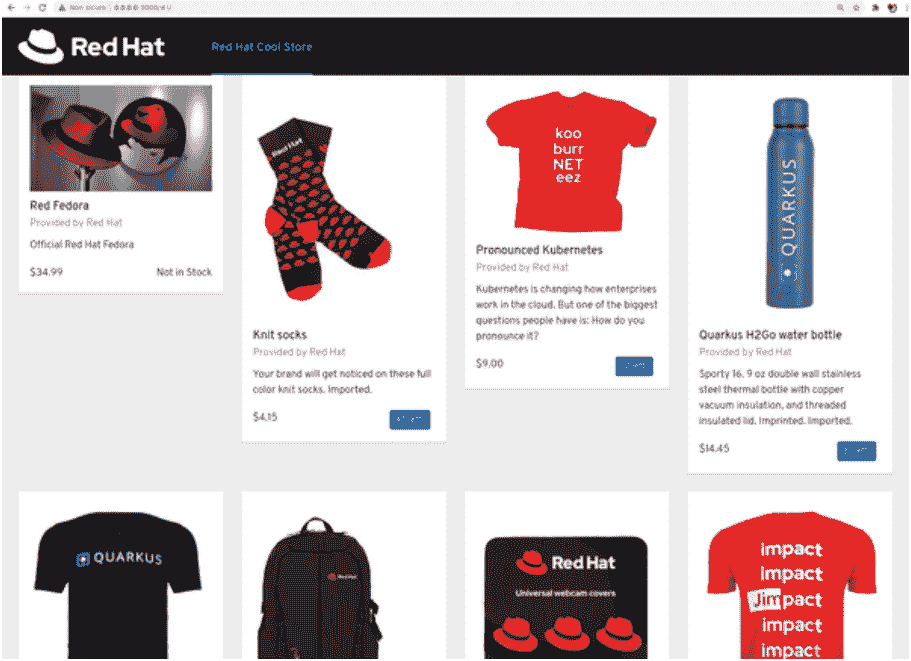 Red Hat
Red Hat Cool Store
Red Fedora
Provided by Red Hat
Official Red Hat Fedora
$34.99
Not in Stock
Red Hat
Knit socks
Provided by Red Hat
Your brand will get noticed on these full
color knit socks. Imported.
$4.15
koo
burr
NET
eez
Pronounced Kubernetes
Provided by Red Hat
Kubernetes is changing how enterprises
work in the cloud. But one of the biggest
questions people have is: How do you
pronounce it?
$9.00
QUARKUS
Quarkus H2Go water bottle
Provided by Red Hat
Sporty 16. 9 oz double wall stainless
steel thermal bottle with copper
vacuum insulation, and threaded
insulated lid. Imprinted. Imported.
$14.45
QUARKUS
Red Hat
Red Hat
Universal webcam covers
impact
impact
Jimpact
impact
impact